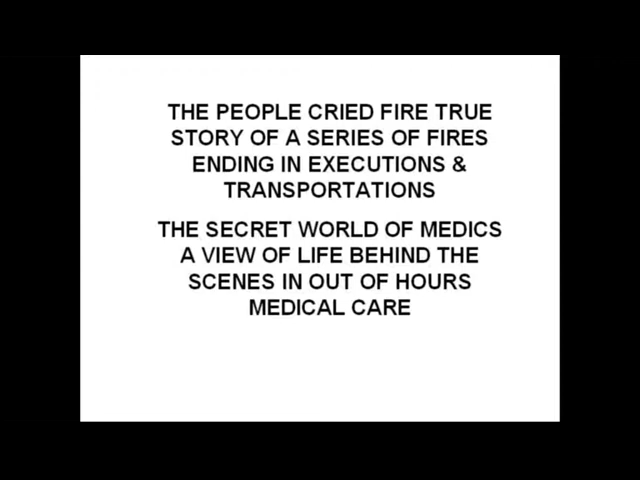 THE PEOPLE CRIED FIRE TRUE
STORY OF A SERIES OF FIRES
ENDING IN EXECUTIONS &
TRANSPORTATIONS
THE SECRET WORLD OF MEDICS
A VIEW OF LIFE BEHIND THE
SCENES IN OUT OF HOURS
MEDICAL CARE